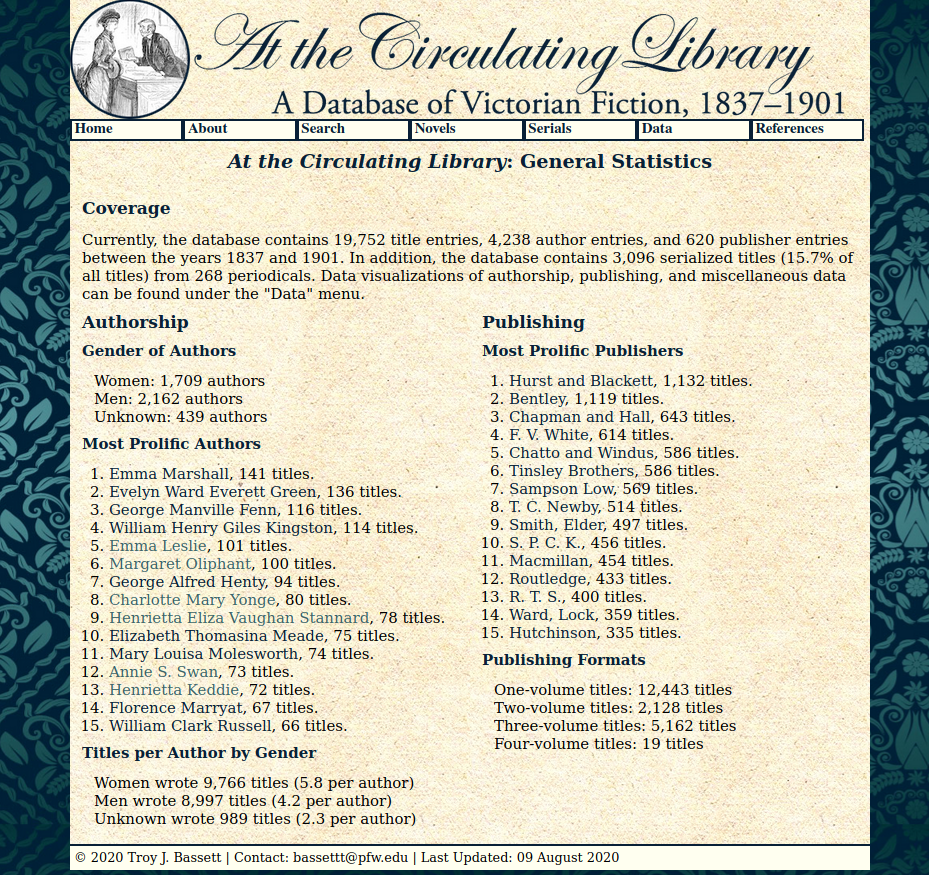 At the Circulating Library
A Database of Victorian Fiction, 1837–1901
Home About Search Novels Serials Data References
At the Circulating Library: General Statistics
Coverage
Currently, the database contains 19,752 title entries, 4,238 author entries, and 620 publisher entries
between the years 1837 and 1901. In addition, the database contains 3,096 serialized titles (15.7% of
all titles) from 268 periodicals. Data visualizations of authorship, publishing, and miscellaneous data
can be found under the "Data" menu.
Authorship
Gender of Authors
Women: 1,709 authors
Men: 2,162 authors
Unknown: 439 authors
Most Prolific Authors
1. Emma Marshall, 141 titles.
2. Evelyn Ward Everett Green, 136 titles.
3. George Manville Fenn, 116 titles.
4. William Henry Giles Kingston, 114 titles.
5. Emma Leslie, 101 titles.
6. Margaret Oliphant, 100 titles.
7. George Alfred Henty, 94 titles.
8. Charlotte Mary Yonge, 80 titles.
9. Henrietta Eliza Vaughan Stannard, 78 titles.
10. Elizabeth Thomasina Meade, 75 titles.
11. Mary Louisa Molesworth, 74 titles.
12. Annie S. Swan, 73 titles.
13. Henrietta Keddie, 72 titles.
14. Florence Marryat, 67 titles.
15. William Clark Russell, 66 titles.
Titles per Author by Gender
Women wrote 9,766 titles (5.8 per author)
Men wrote 8,997 titles (4.2 per author)
Unknown wrote 989 titles (2.3 per author)
Publishing
Most Prolific Publishers
1. Hurst and Blackett, 1,132 titles.
2. Bentley, 1,119 titles.
3. Chapman and Hall, 643 titles.
4. F. V. White, 614 titles.
5. Chatto and Windus, 586 titles.
6. Tinsley Brothers, 586 titles.
7. Sampson Low, 569 titles.
8. T. C. Newby, 514 titles.
9. Smith, Elder, 497 titles.
10. S. P. C. K., 456 titles.
11. Macmillan, 454 titles.
12. Routledge, 433 titles.
13. R. T. S., 400 titles.
14. Ward, Lock, 359 titles.
15. Hutchinson, 335 titles.
Publishing Formats
One-volume titles: 12,443 titles
Two-volume titles: 2,128 titles
Three-volume titles: 5,162 titles
Four-volume titles: 19 titles
© 2020 Troy J. Bassett | Contact: bassettt@pfw.edu | Last Updated: 09 August 2020